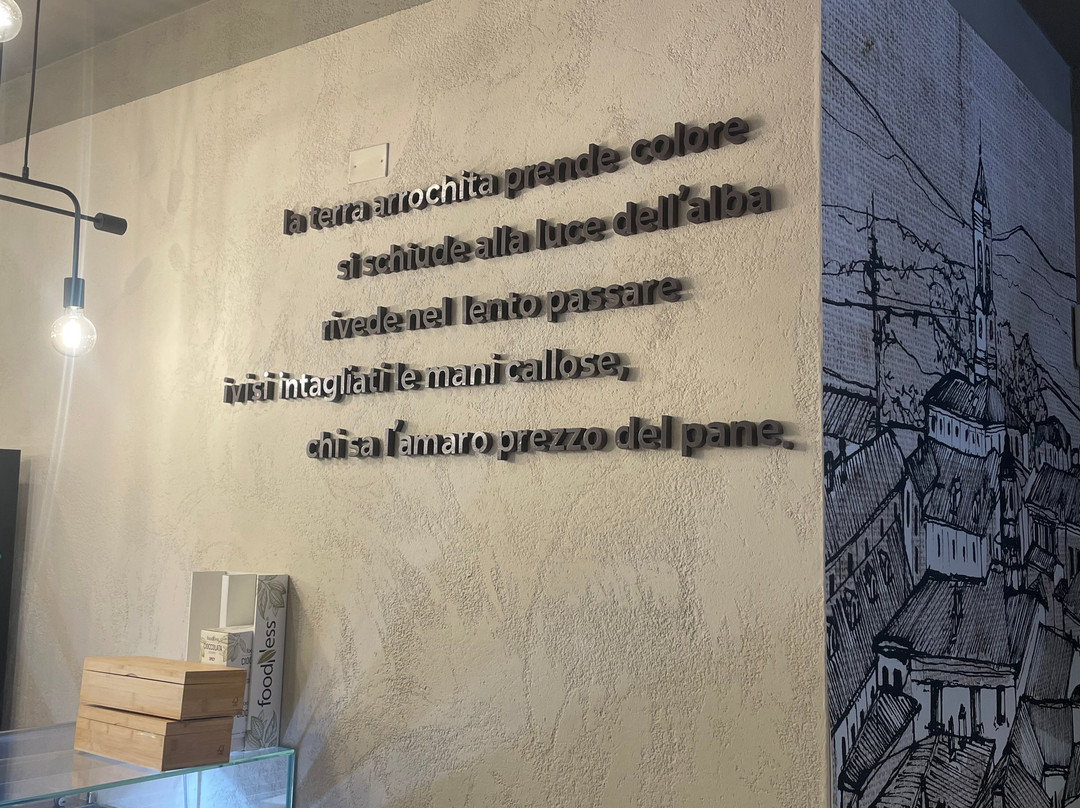 la terra arrochita prende colore
si schiude alla luce dell'alba
rivede nel lento passare
i visi intagliati le mani callose,
chi sa l'amaro prezzo del pane.
foodNess